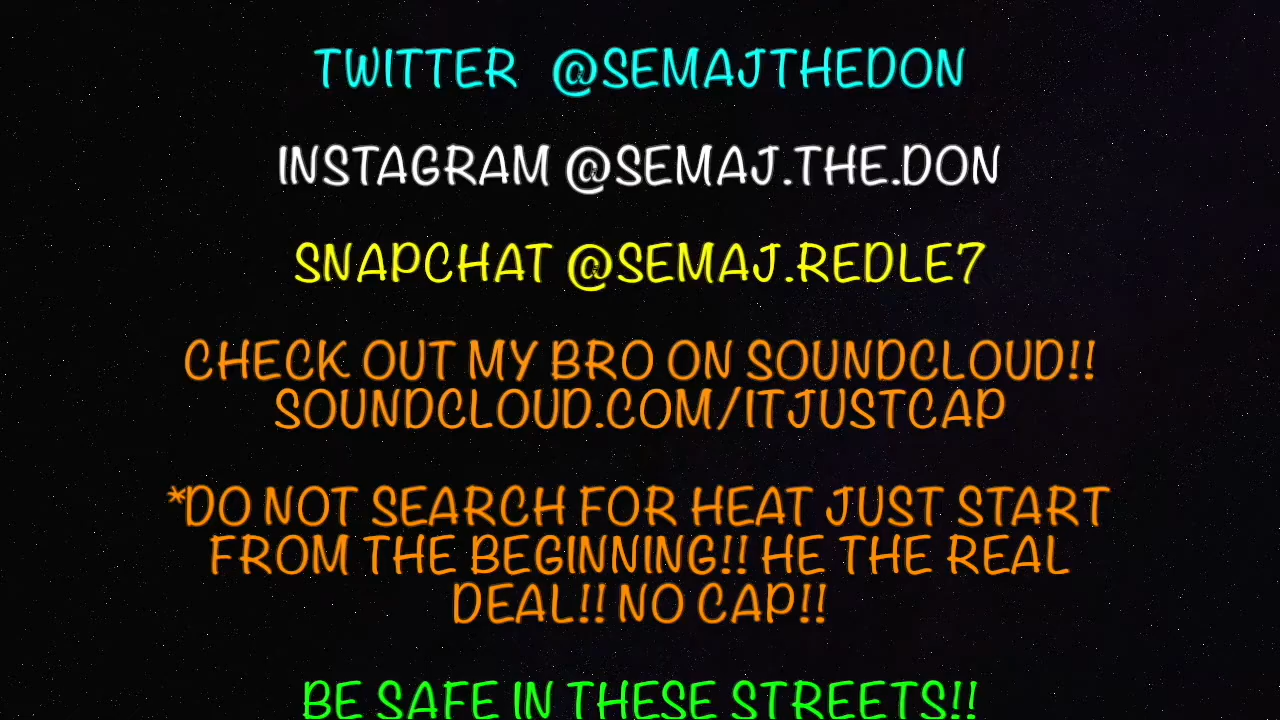 TWITTER @SEMAJTHEDON
INSTAGRAM @SEMAJ.THE.DON
SNAPCHAT @SEMAJ.REDLE7
CHECK OUT MY BRO ON SOUNDCLOUD!!
SOUNDCLOUD.COM/ITJUSTCAP
*DO NOT SEARCH FOR HEAT JUST START
FROM THE BEGINNING!! HE THE REAL
DEAL!! NO CAP!!
BE SAFE IN THESE STREETS!!